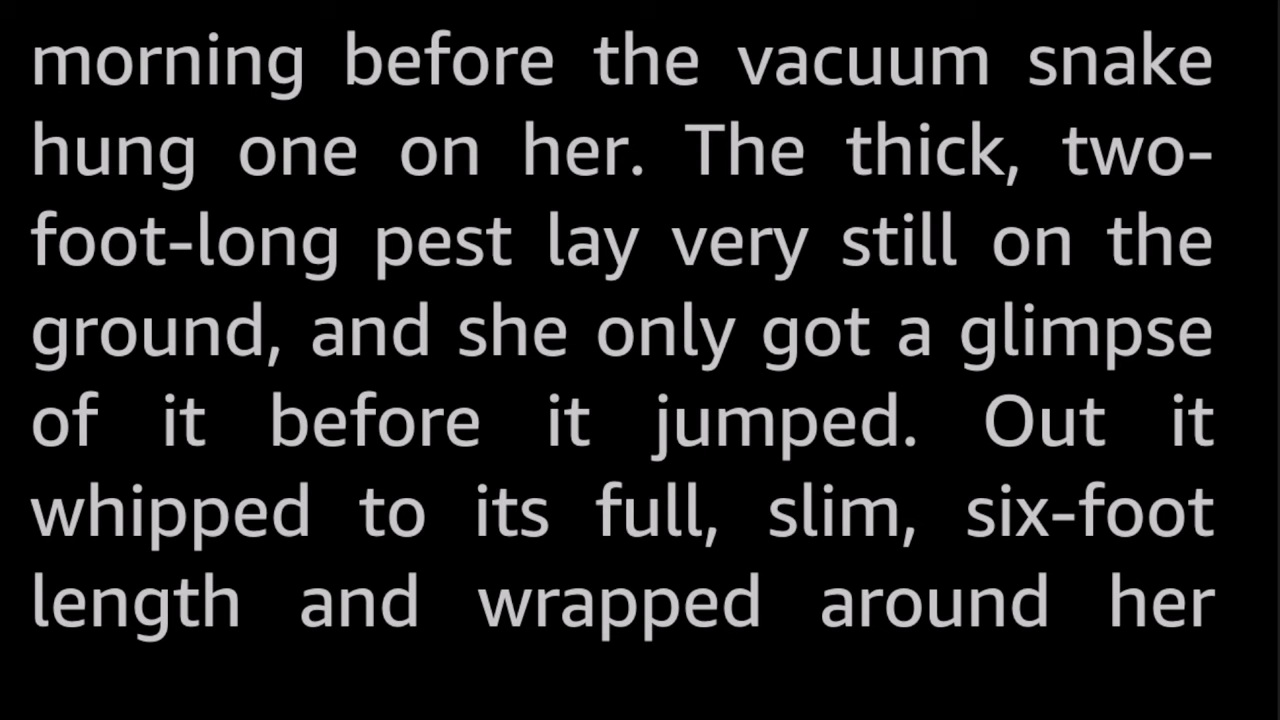 morning before the vacuum snake
hung one on her. The thick, two-
foot-long pest lay very still on the
ground, and she only got a glimpse
of it before it jumped. Out it
whipped to its full, slim, six-foot
length and wrapped around her